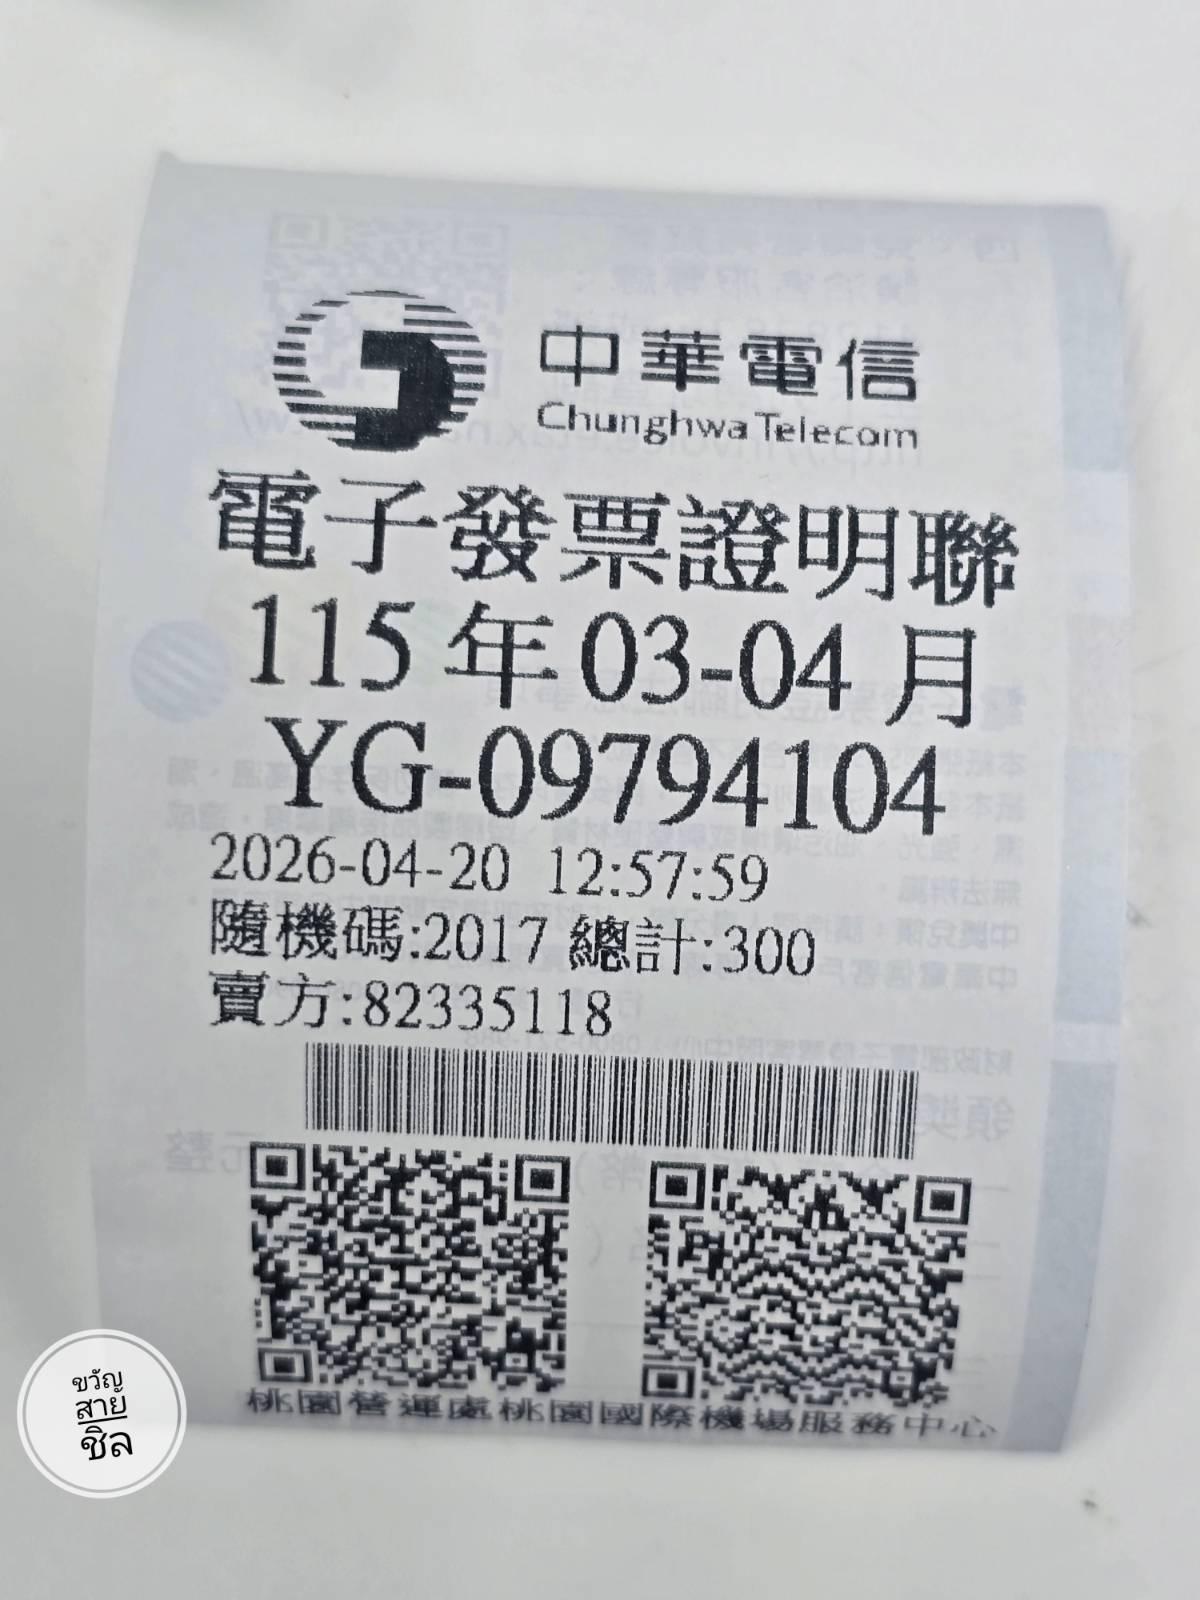 中華電信
Chunghwa Telecom
電子發票證明聯
115年03-04月
YG-09794104
2026-04-20 12:57:59
隨機碼:2017 總計:300
賣方:82335118
桃園營運處桃園國際機場服務中心
ขวัญ
สาย
ชิล